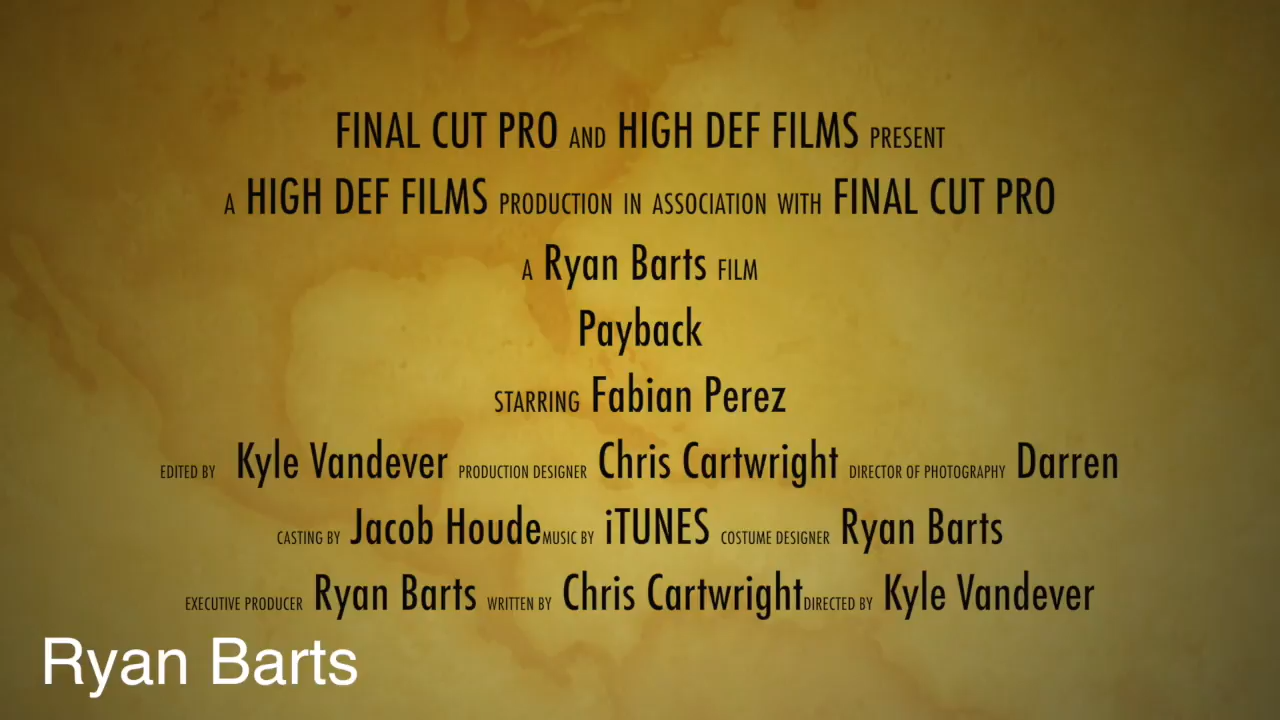 FINAL CUT PRO AND HIGH DEF FILMS PRESENT
A HIGH DEF FILMS PRODUCTION IN ASSOCIATION WITH FINAL CUT PRO
A Ryan Barts FILM
Payback
STARRING Fabian Perez
EDITED BY Kyle Vandever PRODUCTION DESIGNER Chris Cartwright DIRECTOR OF PHOTOGRAPHY Darren
CASTING BY Jacob HoudeMUSIC BY iTUNES COSTUME DESIGNER Ryan Barts
EXECUTIVE PRODUCER Ryan Barts WRITTEN BY Chris CartwrightDIRECTED BY Kyle Vandever
Ryan Barts